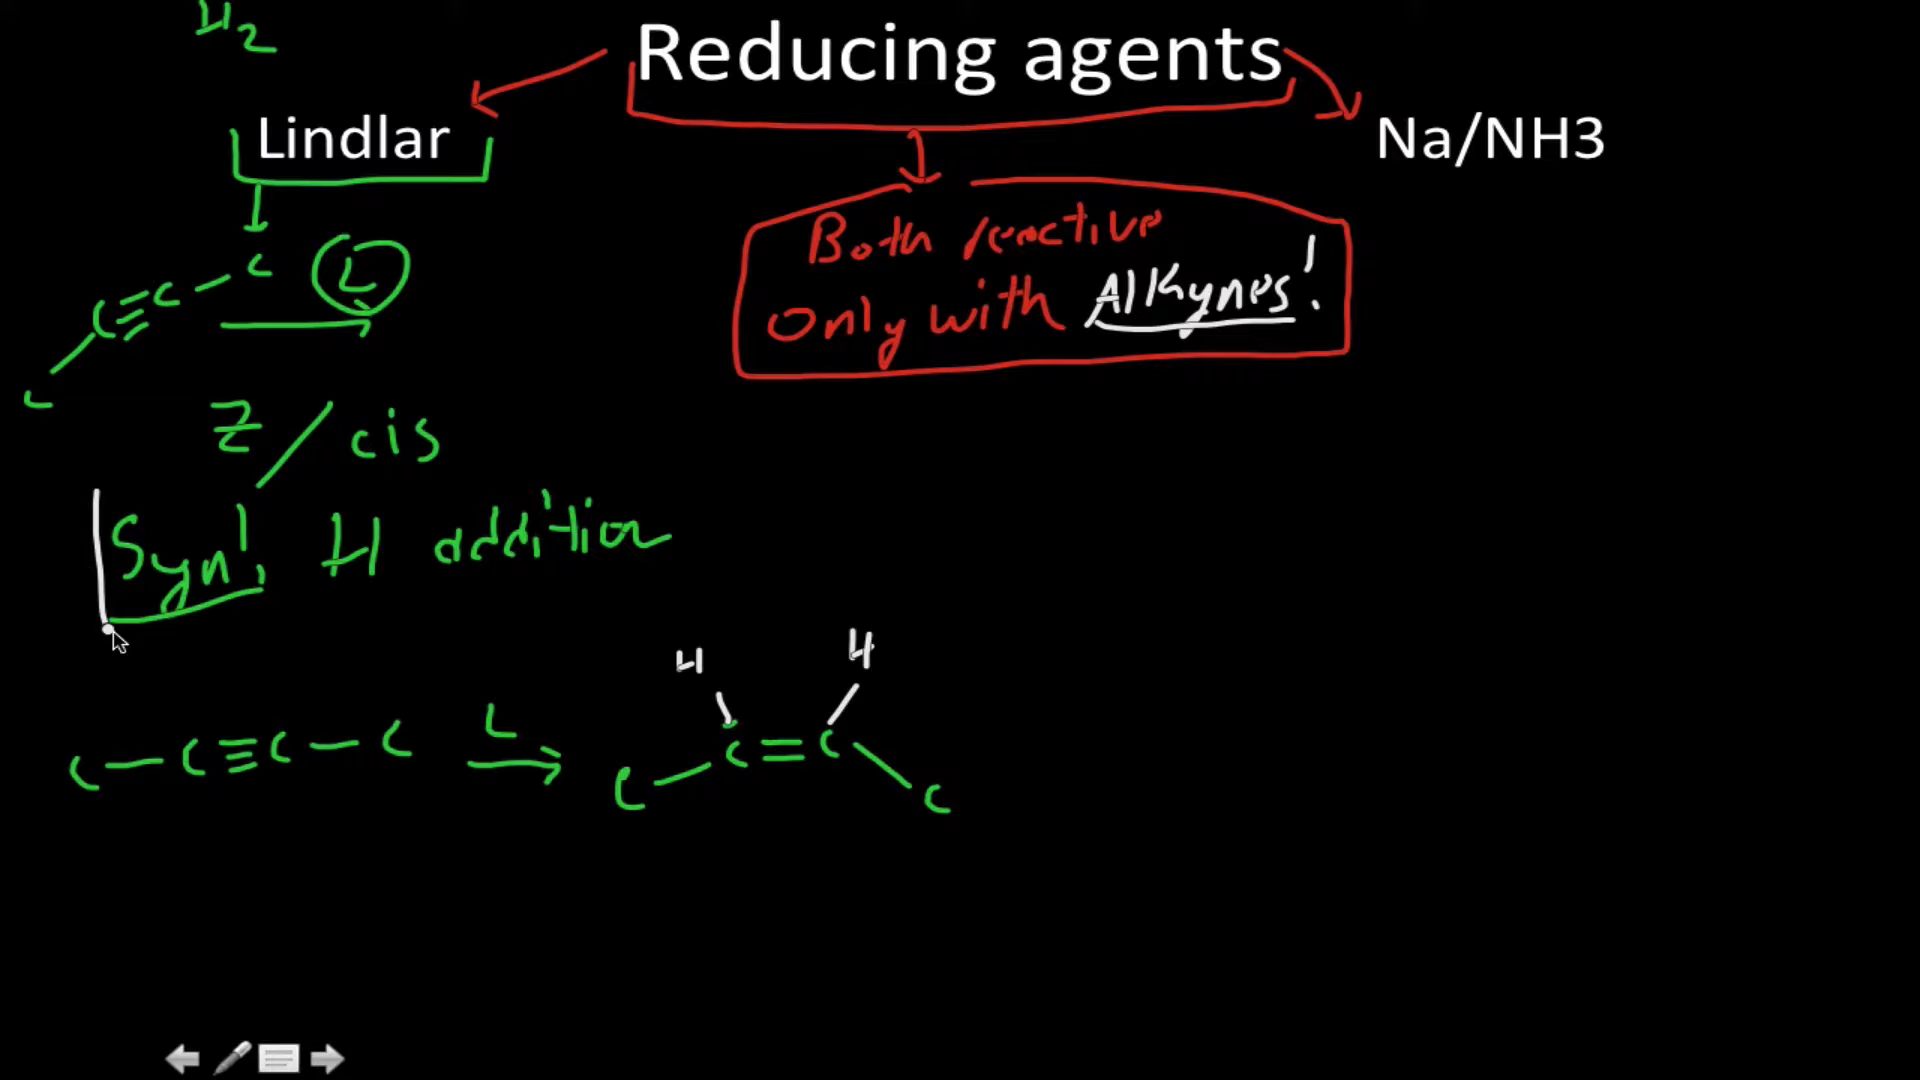 H2
Reducing agents
Lindlar
Na/NH3
Both reactive
only with Alkynes!
C≡C-C L
C
Z/cis
Syn! H addition
H H
C-C≡C-C L C-C=C-C